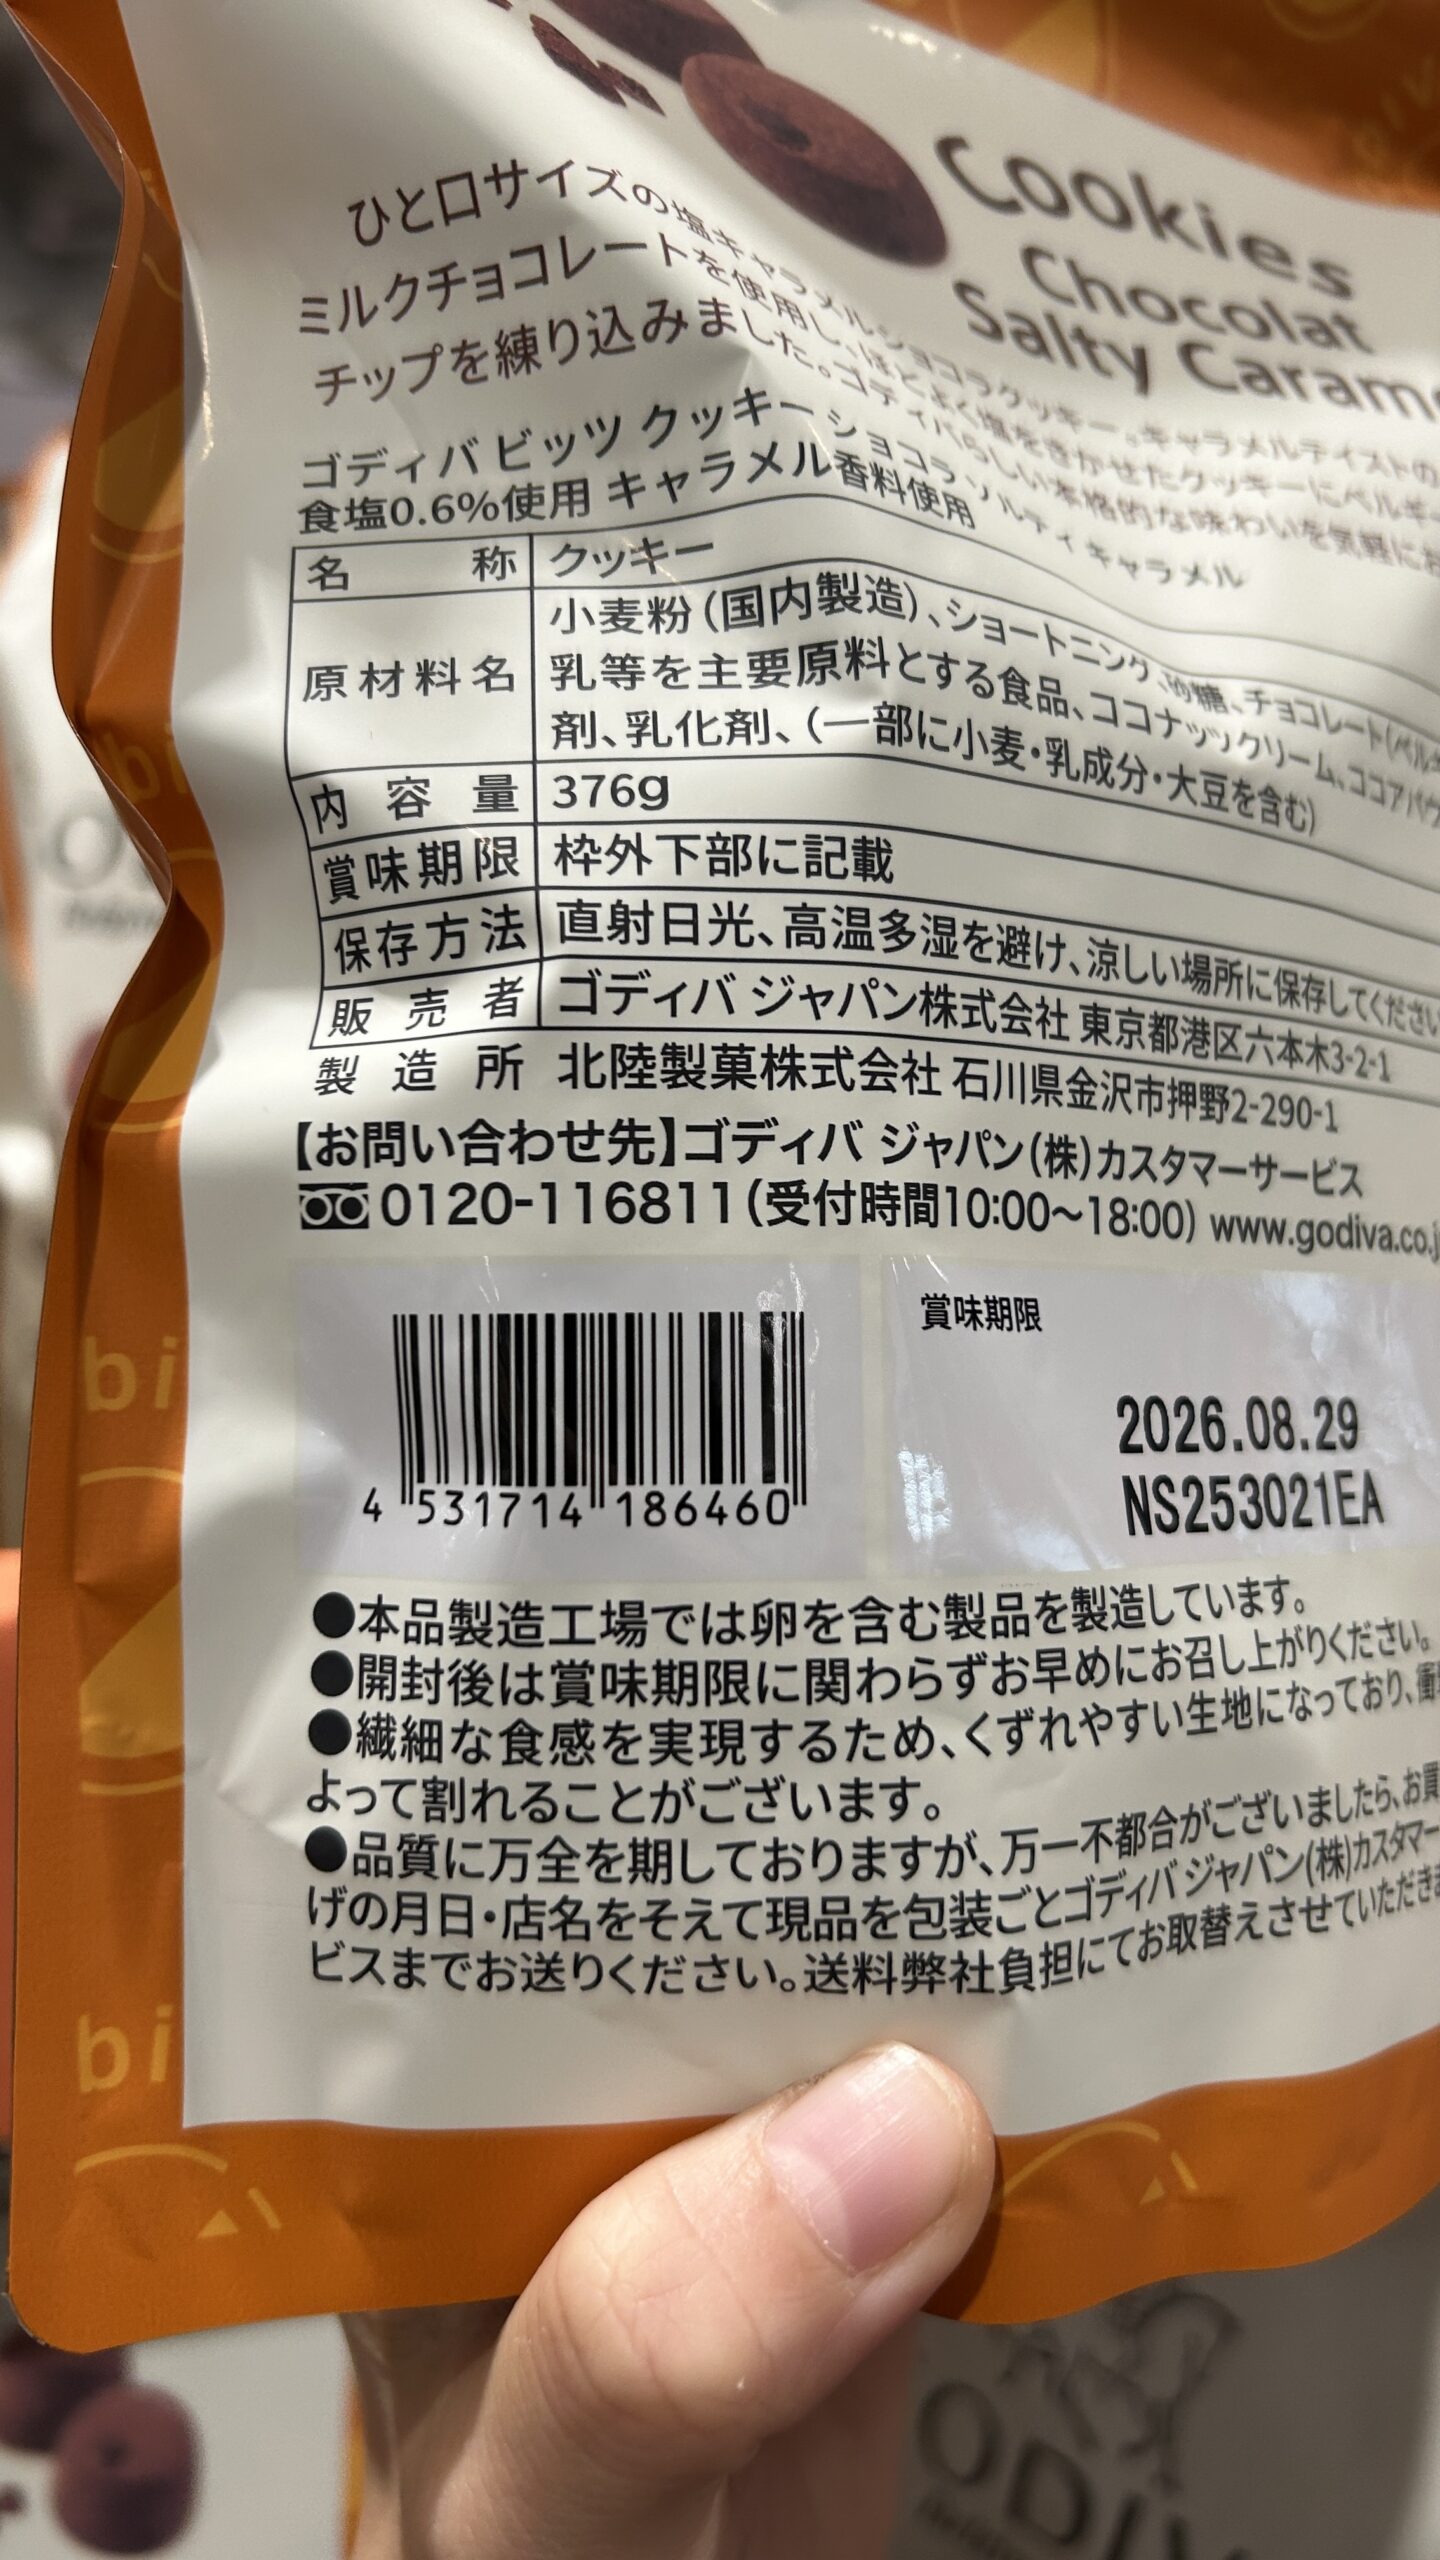 Cookies
Chocolat
Salty Carame
ひと口サイズの塩キャラメルショコラクッキー。キャラメルテイストの
ミルクチョコレートを使用し、ほどよく塩をきかせたクッキーにベルギー
チップを練り込みました。ゴディバらしい本格的な味わいを気軽にお
ゴディバ ビッツ クッキー ショコラ ソルティ キャラメル
食塩0.6%使用 キャラメル香料使用
名称 クッキー
原材料名 小麦粉(国内製造)、ショートニング、砂糖、チョコレート(ベルギ
乳等を主要原料とする食品、ココナッツクリーム、ココアパウ
剤、乳化剤、(一部に小麦・乳成分・大豆を含む)
内容量 376g
賞味期限 枠外下部に記載
保存方法 直射日光、高温多湿を避け、涼しい場所に保存してください
販売者 ゴディバ ジャパン株式会社 東京都港区六本木3-2-1
製造所 北陸製菓株式会社 石川県金沢市押野2-290-1
【お問い合わせ先】ゴディバ ジャパン(株)カスタマーサービス
0120-116811(受付時間10:00〜18:00) www.godiva.co.j
賞味期限
2026.08.29
NS253021EA
4 531714 186460
●本品製造工場では卵を含む製品を製造しています。
●開封後は賞味期限に関わらずお早めにお召し上がりください。
●繊細な食感を実現するため、くずれやすい生地になっており、衝
よって割れることがございます。
●品質に万全を期しておりますが、万一不都合がございましたら、お買
げの月日・店名をそえて現品を包装ごとゴディバ ジャパン(株)カスタマー
ビスまでお送りください。送料弊社負担にてお取替えさせていただきま
bi
bi
bi